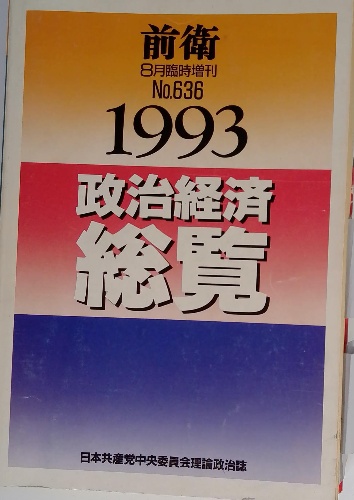 前衛
8月臨時増刊
No.636
1993
政治経済
総覧
日本共産党中央委員会理論政治誌